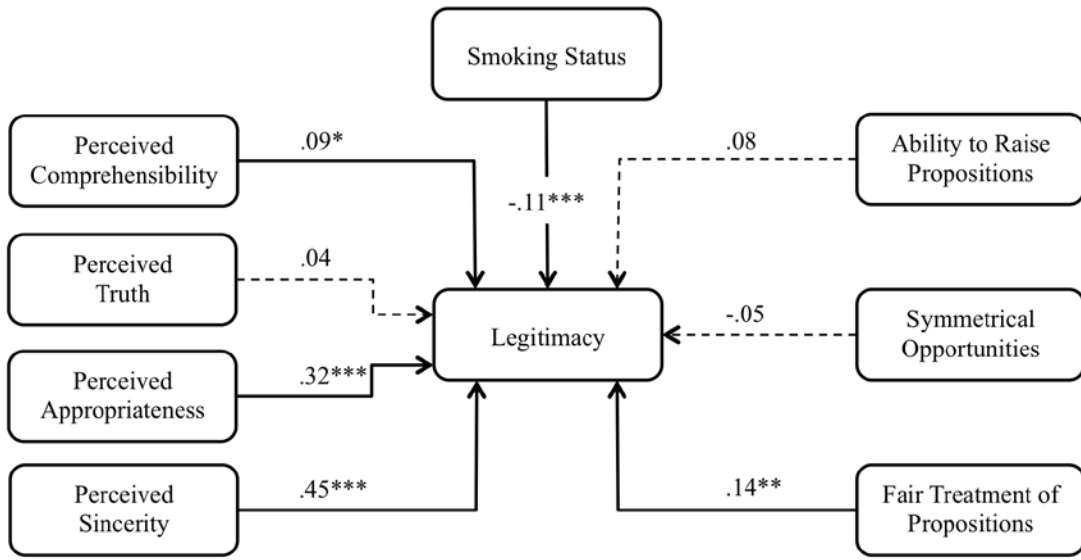 Smoking Status
Perceived
Comprehensibility
.09*
.08
Ability to Raise
Propositions
-.11***
Perceived
Truth
.04
Legitimacy
-.05
Symmetrical
Opportunities
Perceived
Appropriateness
.32***
Perceived
Sincerity
.45***
.14**
Fair Treatment of
Propositions